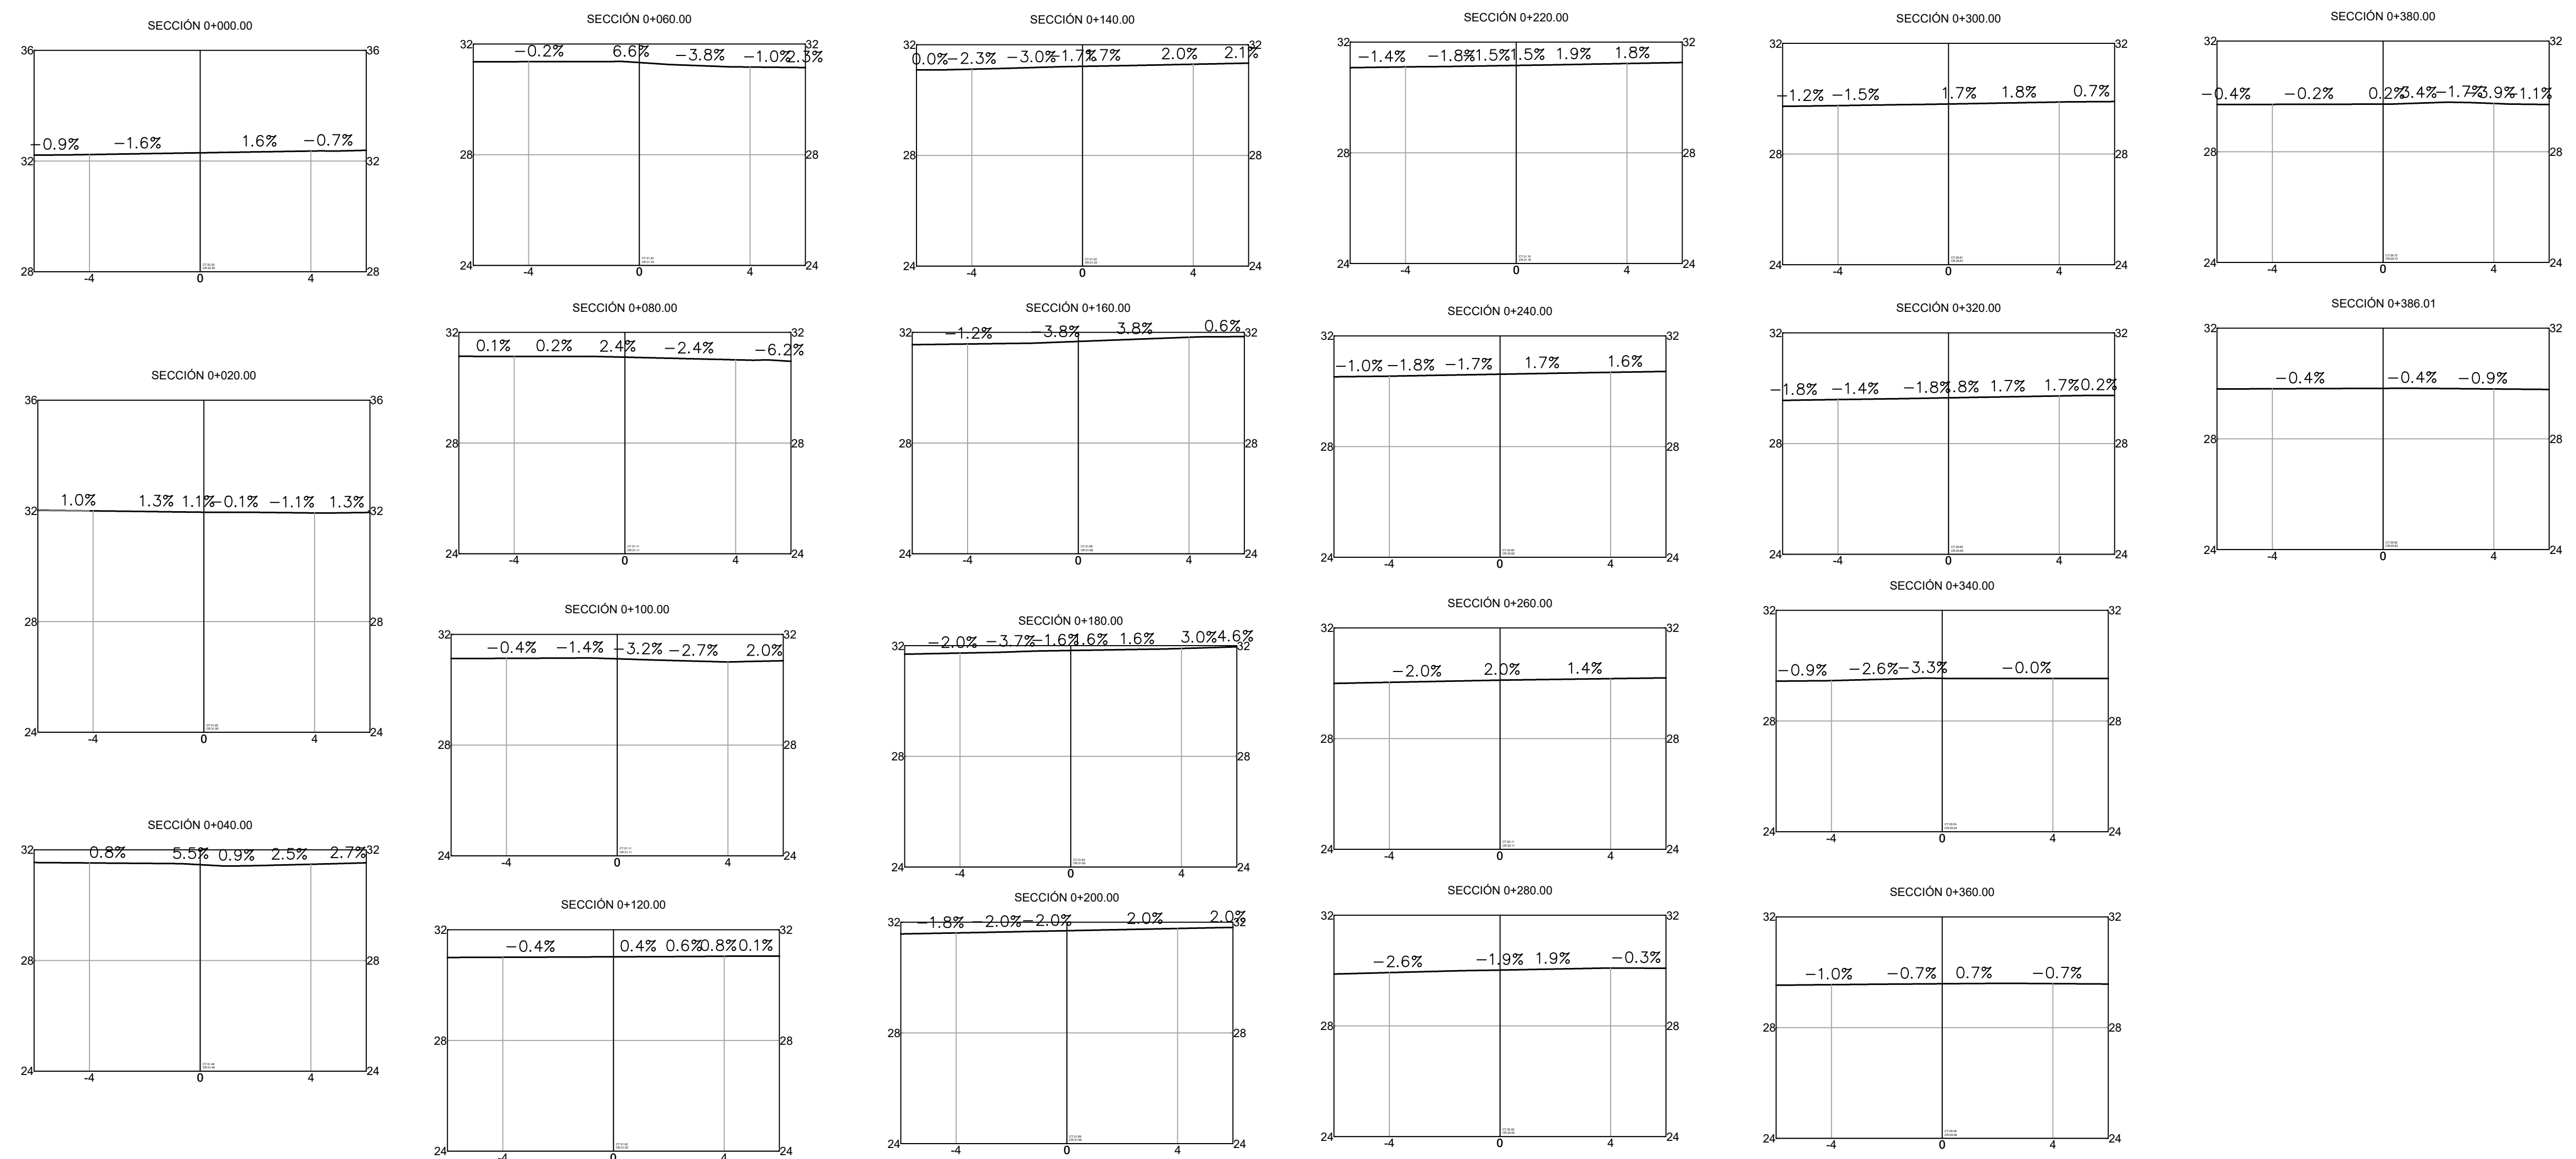 SECCIÓN 0+000.00
36 36
−0.9% −1.6% 1.6% −0.7%
32 32
28 28
-4 0 4
SECCIÓN 0+020.00
36 36
1.0% 1.3% 1.1% −0.1% −1.1% 1.3%
32 32
28 28
24 24
-4 0 4
SECCIÓN 0+040.00
32 32
0.8% 5.5% 0.9% 2.5% 2.7%
28 28
24 24
-4 0 4
SECCIÓN 0+060.00
32 32
−0.2% 6.6% −3.8% −1.0% 2.3%
28 28
24 24
-4 0 4
SECCIÓN 0+080.00
32 32
0.1% 0.2% 2.4% −2.4% −6.2%
28 28
24 24
-4 0 4
SECCIÓN 0+100.00
32 32
−0.4% −1.4% −3.2% −2.7% 2.0%
28 28
24 24
-4 0 4
SECCIÓN 0+120.00
32 32
−0.4% 0.4% 0.6% 0.8% 0.1%
28 28
24 24
-4 0 4
SECCIÓN 0+140.00
32 32
0.0% −2.3% −3.0% −1.7% 2.0% 2.1%
28 28
24 24
-4 0 4
SECCIÓN 0+160.00
32 32
−1.2% −3.8% 3.8% 0.6%
28 28
24 24
-4 0 4
SECCIÓN 0+180.00
32 32
−2.0% −3.7% −1.6% 1.6% 1.6% 3.0% 4.6%
28 28
24 24
-4 0 4
SECCIÓN 0+200.00
32 32
−1.8% −2.0% −2.0% 2.0% 2.0%
28 28
24 24
-4 0 4
SECCIÓN 0+220.00
32 32
−1.4% −1.8% 1.5% 1.5% 1.9% 1.8%
28 28
24 24
-4 0 4
SECCIÓN 0+240.00
32 32
−1.0% −1.8% −1.7% 1.7% 1.6%
28 28
24 24
-4 0 4
SECCIÓN 0+260.00
32 32
−2.0% 2.0% 1.4%
28 28
24 24
-4 0 4
SECCIÓN 0+280.00
32 32
−2.6% −1.9% 1.9% −0.3%
28 28
24 24
-4 0 4
SECCIÓN 0+300.00
32 32
−1.2% −1.5% 1.7% 1.8% 0.7%
28 28
24 24
-4 0 4
SECCIÓN 0+320.00
32 32
−1.8% −1.4% −1.8% 1.7% 1.7% 0.2%
28 28
24 24
-4 0 4
SECCIÓN 0+340.00
32 32
−0.9% −2.6% −3.3% −0.0%
28 28
24 24
-4 0 4
SECCIÓN 0+360.00
32 32
−1.0% −0.7% 0.7% −0.7%
28 28
24 24
-4 0 4
SECCIÓN 0+380.00
32 32
−0.4% −0.2% 0.2% 3.4% −1.7% −3.9% −1.1%
28 28
24 24
-4 0 4
SECCIÓN 0+386.01
32 32
−0.4% −0.4% −0.9%
28 28
24 24
-4 0 4